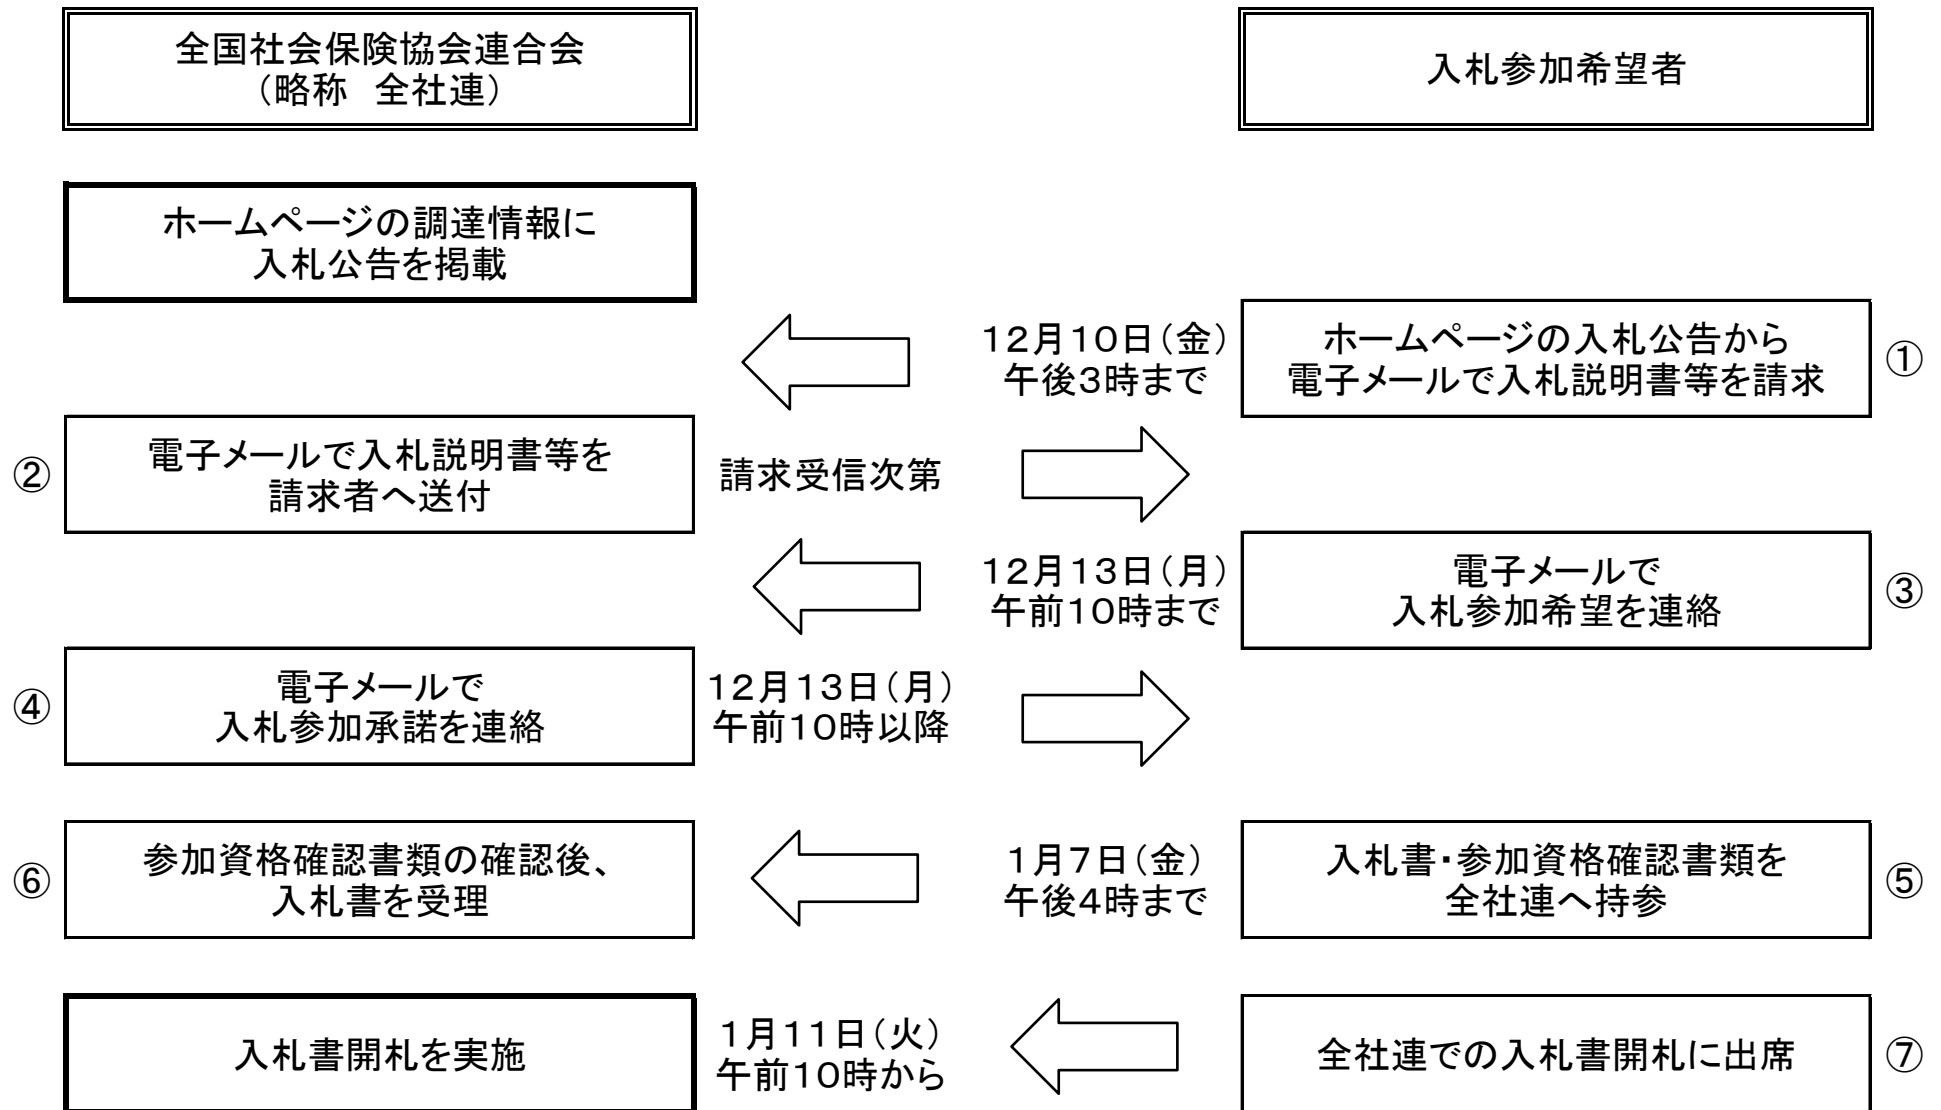 全国社会保険協会連合会
（略称　全社連）
入札参加希望者
ホームページの調達情報に
入札公告を掲載
１２月１０日（金）
午後３時まで
ホームページの入札公告から
電子メールで入札説明書等を請求
①
②
電子メールで入札説明書等を
請求者へ送付
請求受信次第
１２月１３日（月）
午前１０時まで
電子メールで
入札参加希望を連絡
③
④
電子メールで
入札参加承諾を連絡
１２月１３日（月）
午前１０時以降
⑥
参加資格確認書類の確認後、
入札書を受理
１月７日（金）
午後４時まで
入札書・参加資格確認書類を
全社連へ持参
⑤
入札書開札を実施
１月１１日（火）
午前１０時から
全社連での入札書開札に出席
⑦